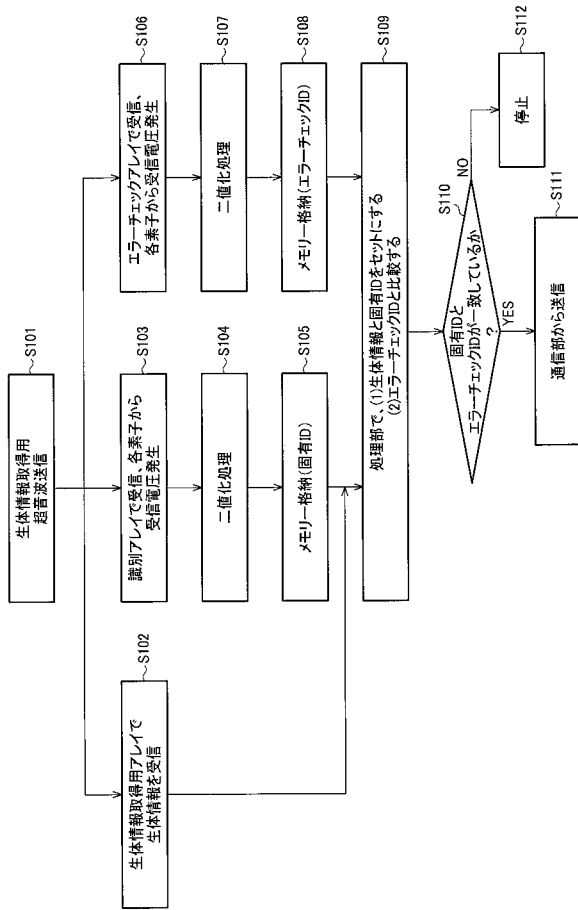 S101
生体情報取得用
超音波送信
S102
生体情報取得用アレイで
生体情報を受信
S103
識別アレイで受信、各素子から
受信電圧発生
S104
二値化処理
S105
メモリー格納(固有ID)
S106
エラーチェックアレイで受信、
各素子から受信電圧発生
S107
二値化処理
S108
メモリー格納(エラーチェックID)
S109
処理部で、(1)生体情報と固有IDをセットにする
(2)エラーチェックIDと比較する
S110
固有IDと
エラーチェックIDが一致しているか
?
NO
YES
S112
停止
S111
通信部から送信